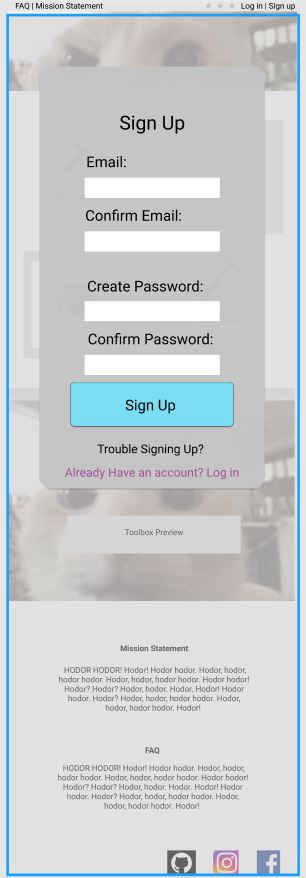 FAQ | Mission Statement
Log in | Sign up
Sign Up
Email:
Confirm Email:
Create Password:
Confirm Password:
Sign Up
Trouble Signing Up?
Already Have an account? Log in
Toolbox Preview
Mission Statement
HODOR HODOR! Hodor! Hodor hodor. Hodor, hodor,
hodor hodor. Hodor, hodor, hodor hodor. Hodor hodor!
Hodor? Hodor? Hodor, hodor. Hodor. Hodor! Hodor
hodor. Hodor? Hodor, hodor, hodor hodor. Hodor,
hodor, hodor hodor. Hodor!
FAQ
HODOR HODOR! Hodor! Hodor hodor. Hodor, hodor,
hodor hodor. Hodor, hodor, hodor hodor. Hodor hodor!
Hodor? Hodor? Hodor, hodor. Hodor. Hodor! Hodor
hodor. Hodor? Hodor, hodor, hodor hodor. Hodor,
hodor, hodor hodor. Hodor!